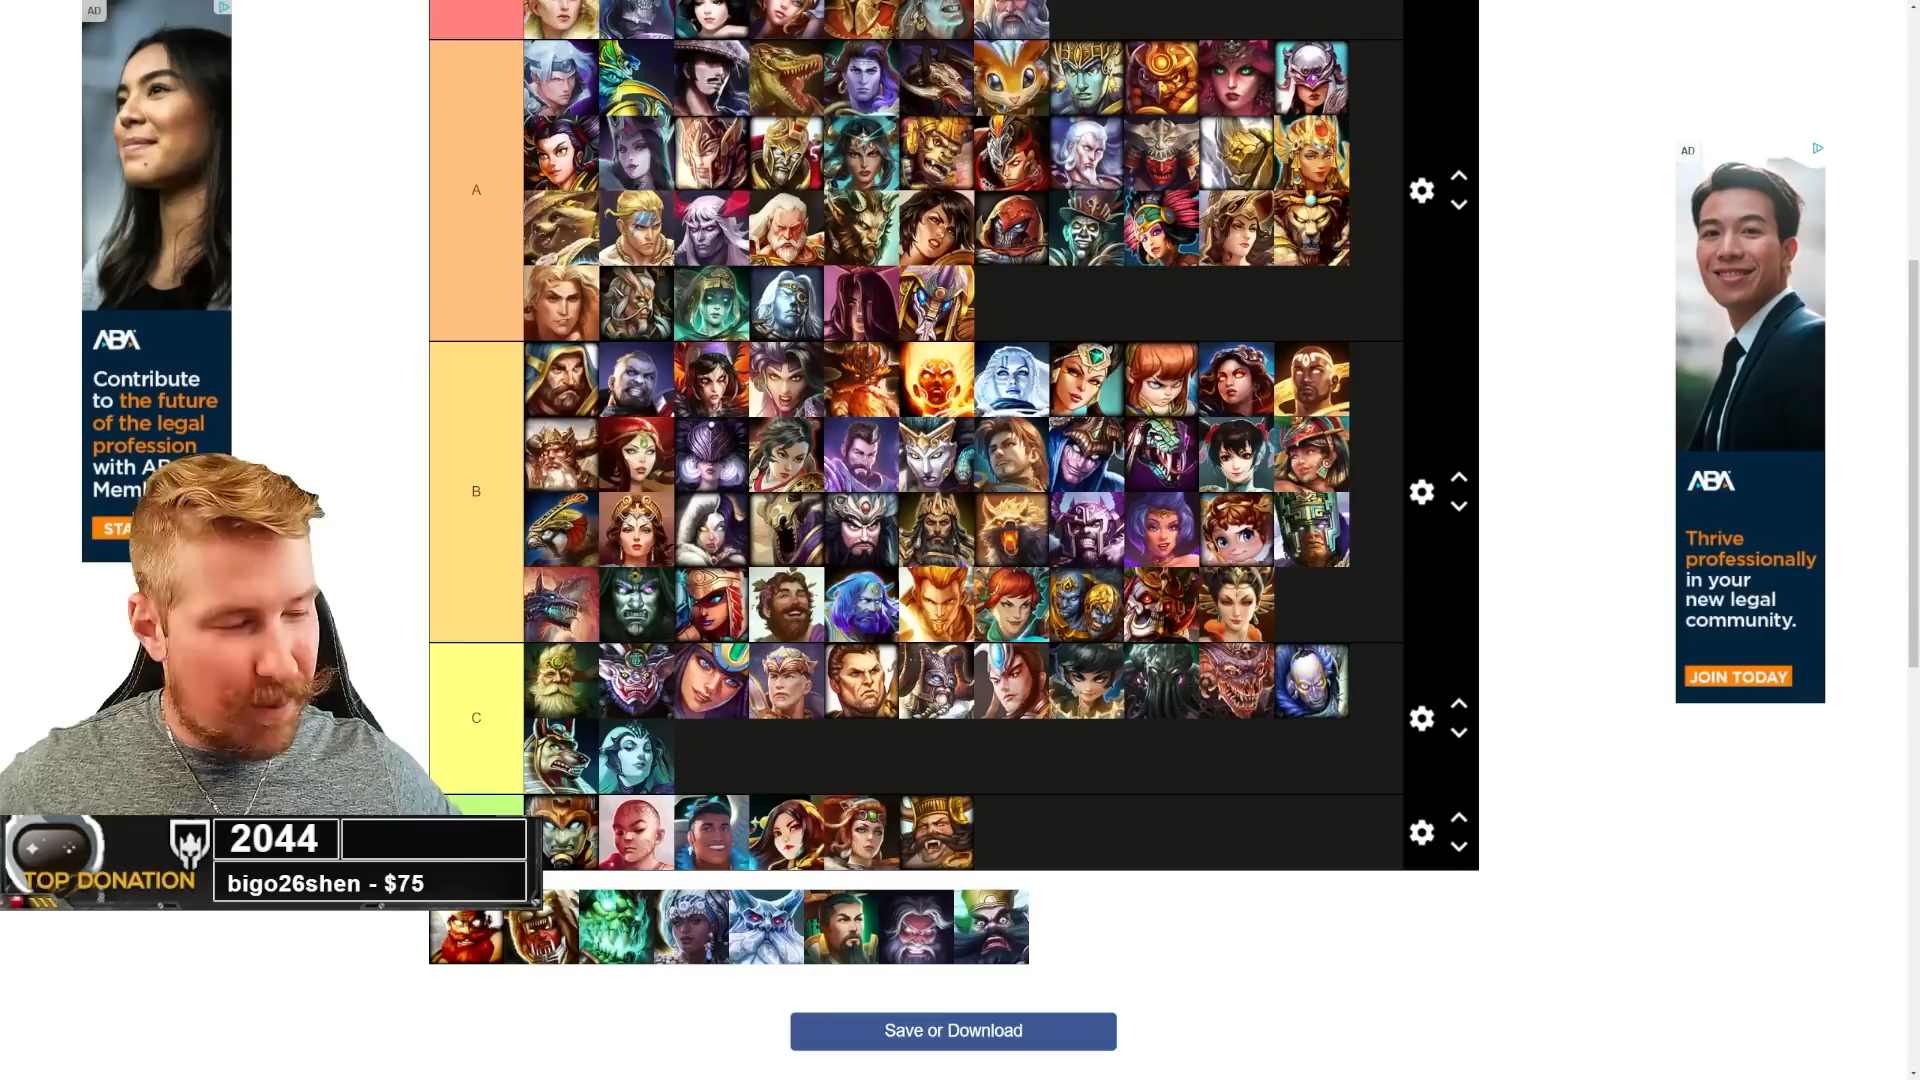 AD
ABA
Contribute
to the future
of the legal
profession
with AB
Mem
STA
A
B
C
2044
TOP DONATION
bigo26shen - $75
Save or Download
AD
ABA
Thrive
professionally
in your
new legal
community.
JOIN TODAY